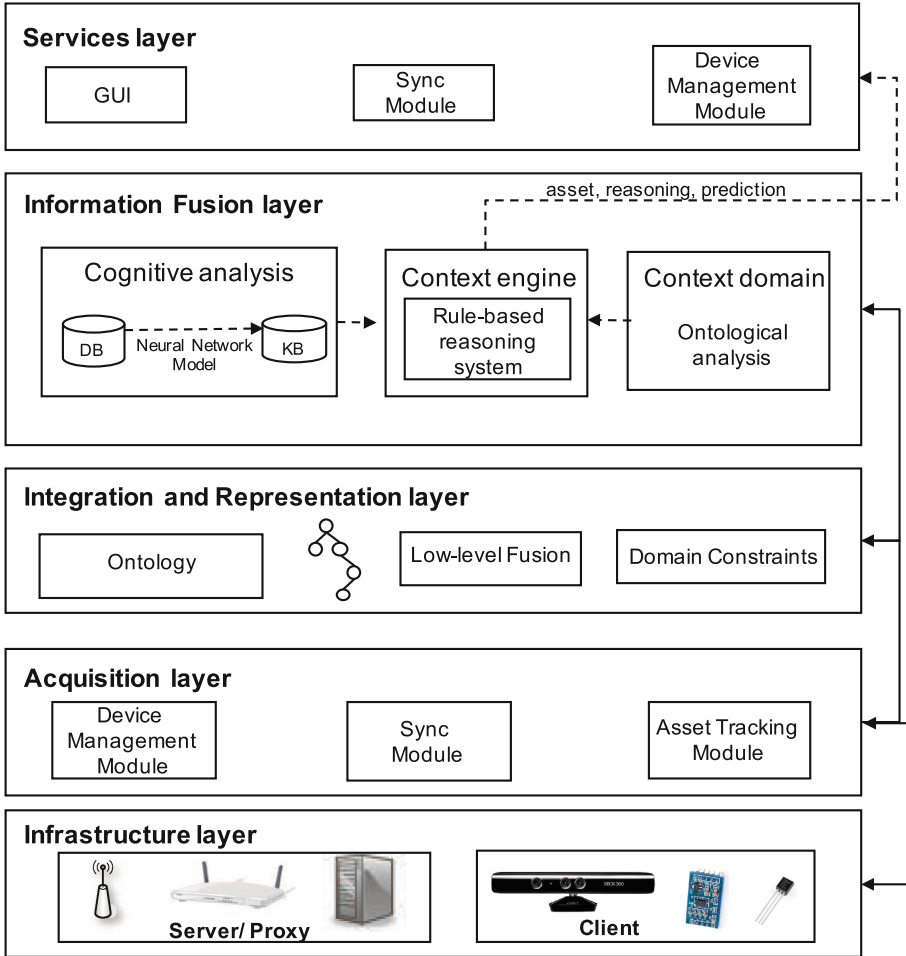 Services layer
GUI
Sync
Module
Device
Management
Module
Information Fusion layer
asset, reasoning, prediction
Cognitive analysis
DB
Neural Network
Model
KB
Context engine
Rule-based
reasoning
system
Context domain
Ontological
analysis
Integration and Representation layer
Ontology
Low-level Fusion
Domain Constraints
Acquisition layer
Device
Management
Module
Sync
Module
Asset Tracking
Module
Infrastructure layer
Server/ Proxy
XBOX 360
Client